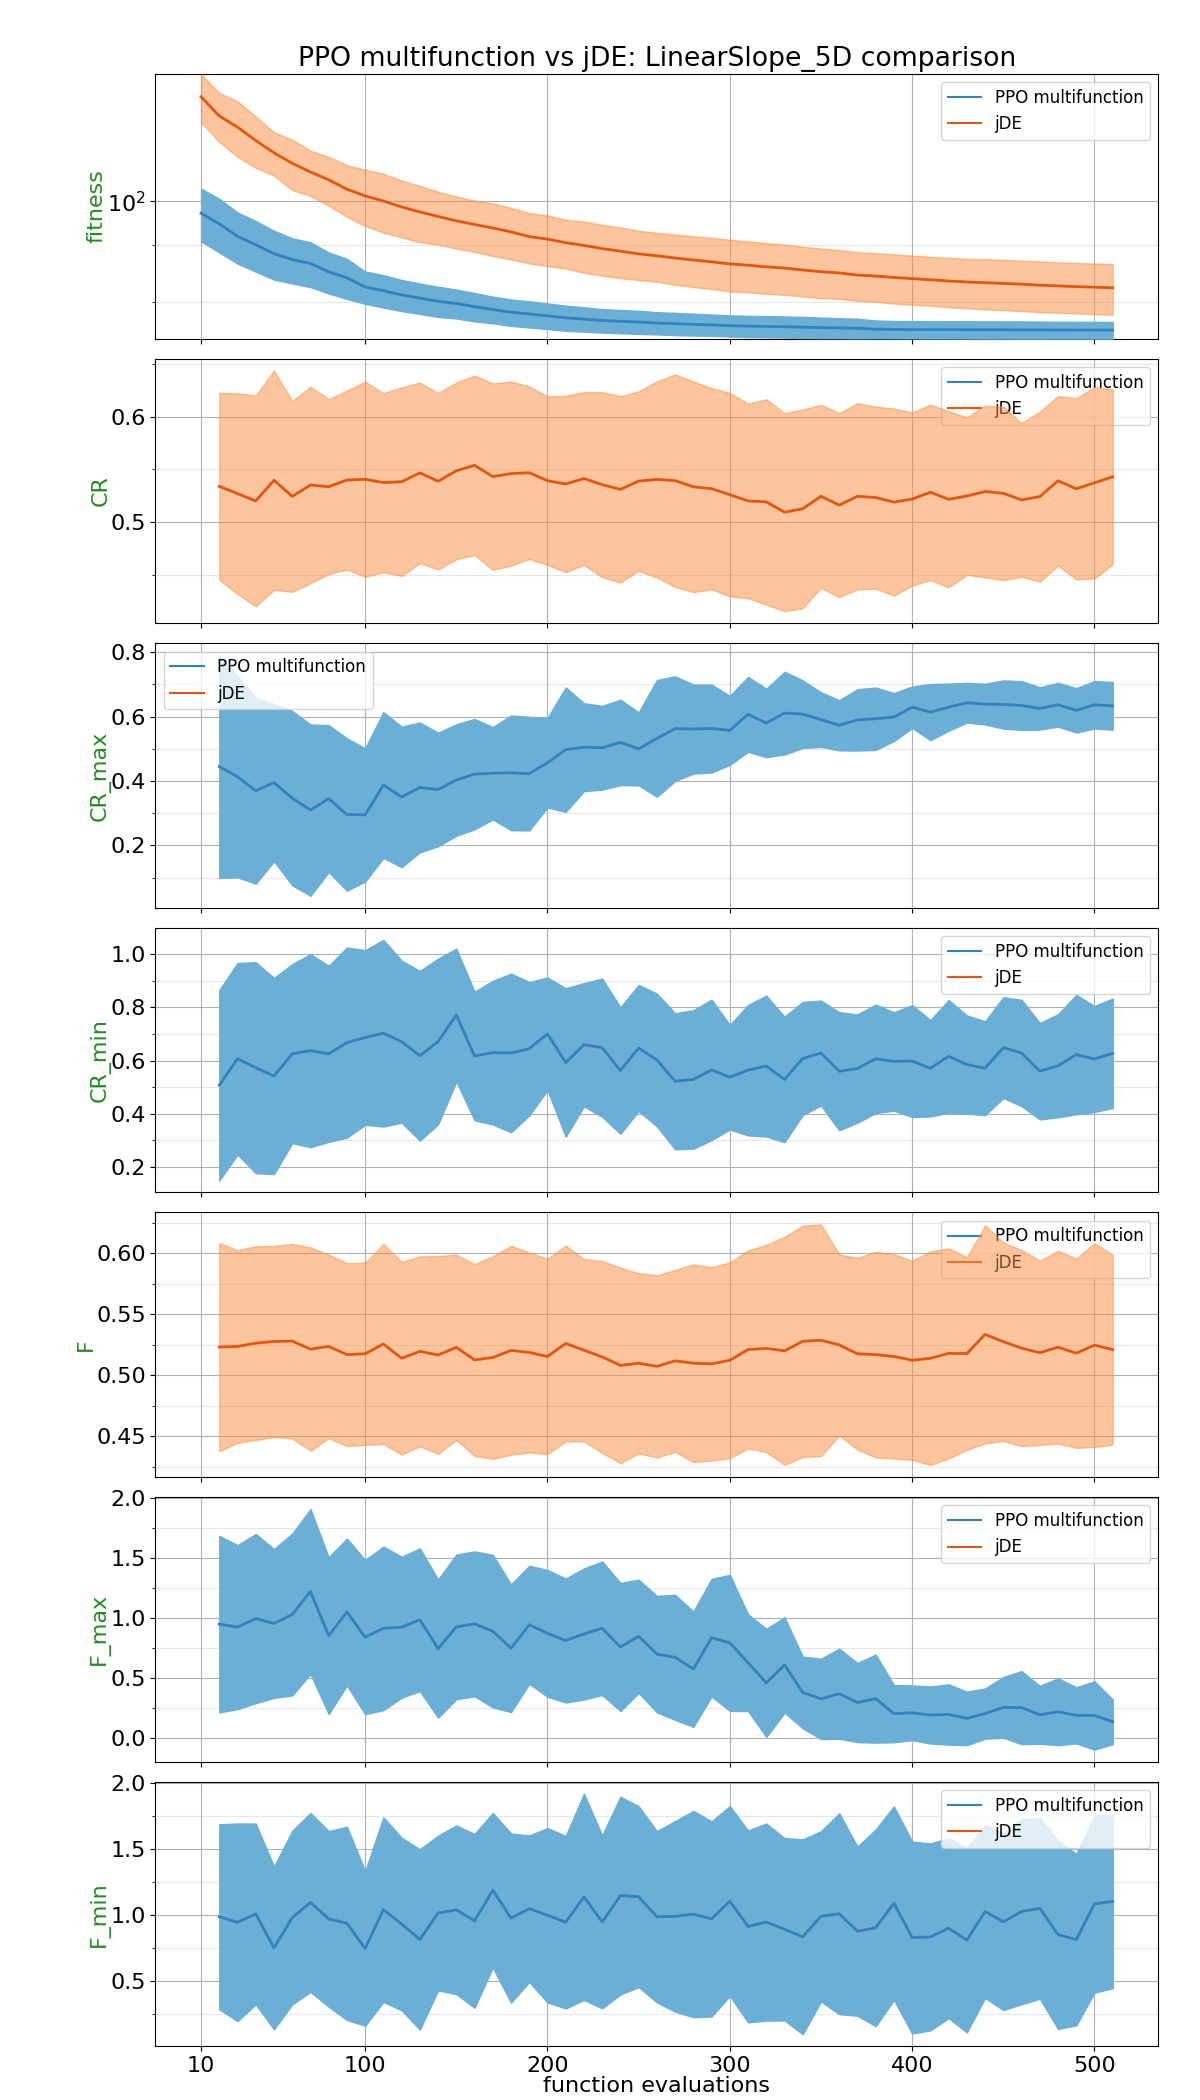 PPO multifunction vs jDE: LinearSlope_5D comparison
fitness
10²
PPO multifunction
jDE
CR
0.6
0.5
PPO multifunction
jDE
CR_max
0.8
0.6
0.4
0.2
PPO multifunction
jDE
CR_min
1.0
0.8
0.6
0.4
0.2
PPO multifunction
jDE
F
0.60
0.55
0.50
0.45
PPO multifunction
jDE
F_max
2.0
1.5
1.0
0.5
0.0
PPO multifunction
jDE
F_min
2.0
1.5
1.0
0.5
PPO multifunction
jDE
10 100 200 300 400 500
function evaluations